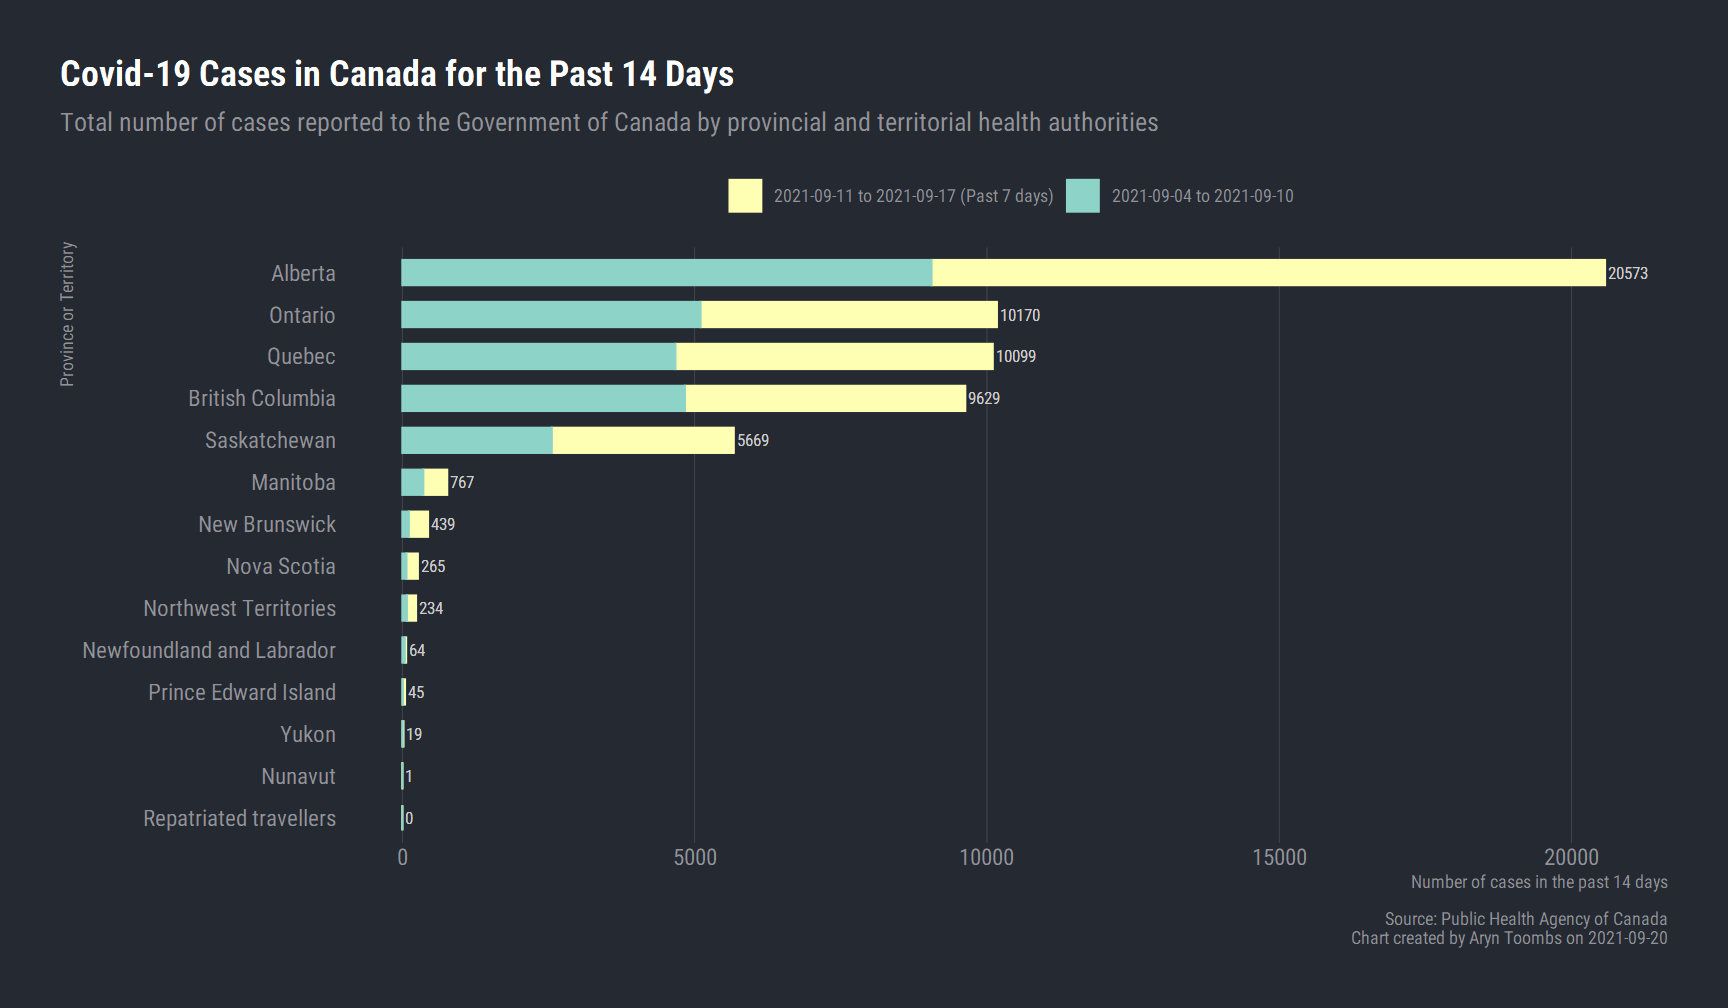 Covid-19 Cases in Canada for the Past 14 Days
Total number of cases reported to the Government of Canada by provincial and territorial health authorities
2021-09-11 to 2021-09-17 (Past 7 days) 2021-09-04 to 2021-09-10
Province or Territory
Alberta 20573
Ontario 10170
Quebec 10099
British Columbia 9629
Saskatchewan 5669
Manitoba 767
New Brunswick 439
Nova Scotia 265
Northwest Territories 234
Newfoundland and Labrador 64
Prince Edward Island 45
Yukon 19
Nunavut 1
Repatriated travellers 0
0 5000 10000 15000 20000
Number of cases in the past 14 days
Source: Public Health Agency of Canada
Chart created by Aryn Toombs on 2021-09-20